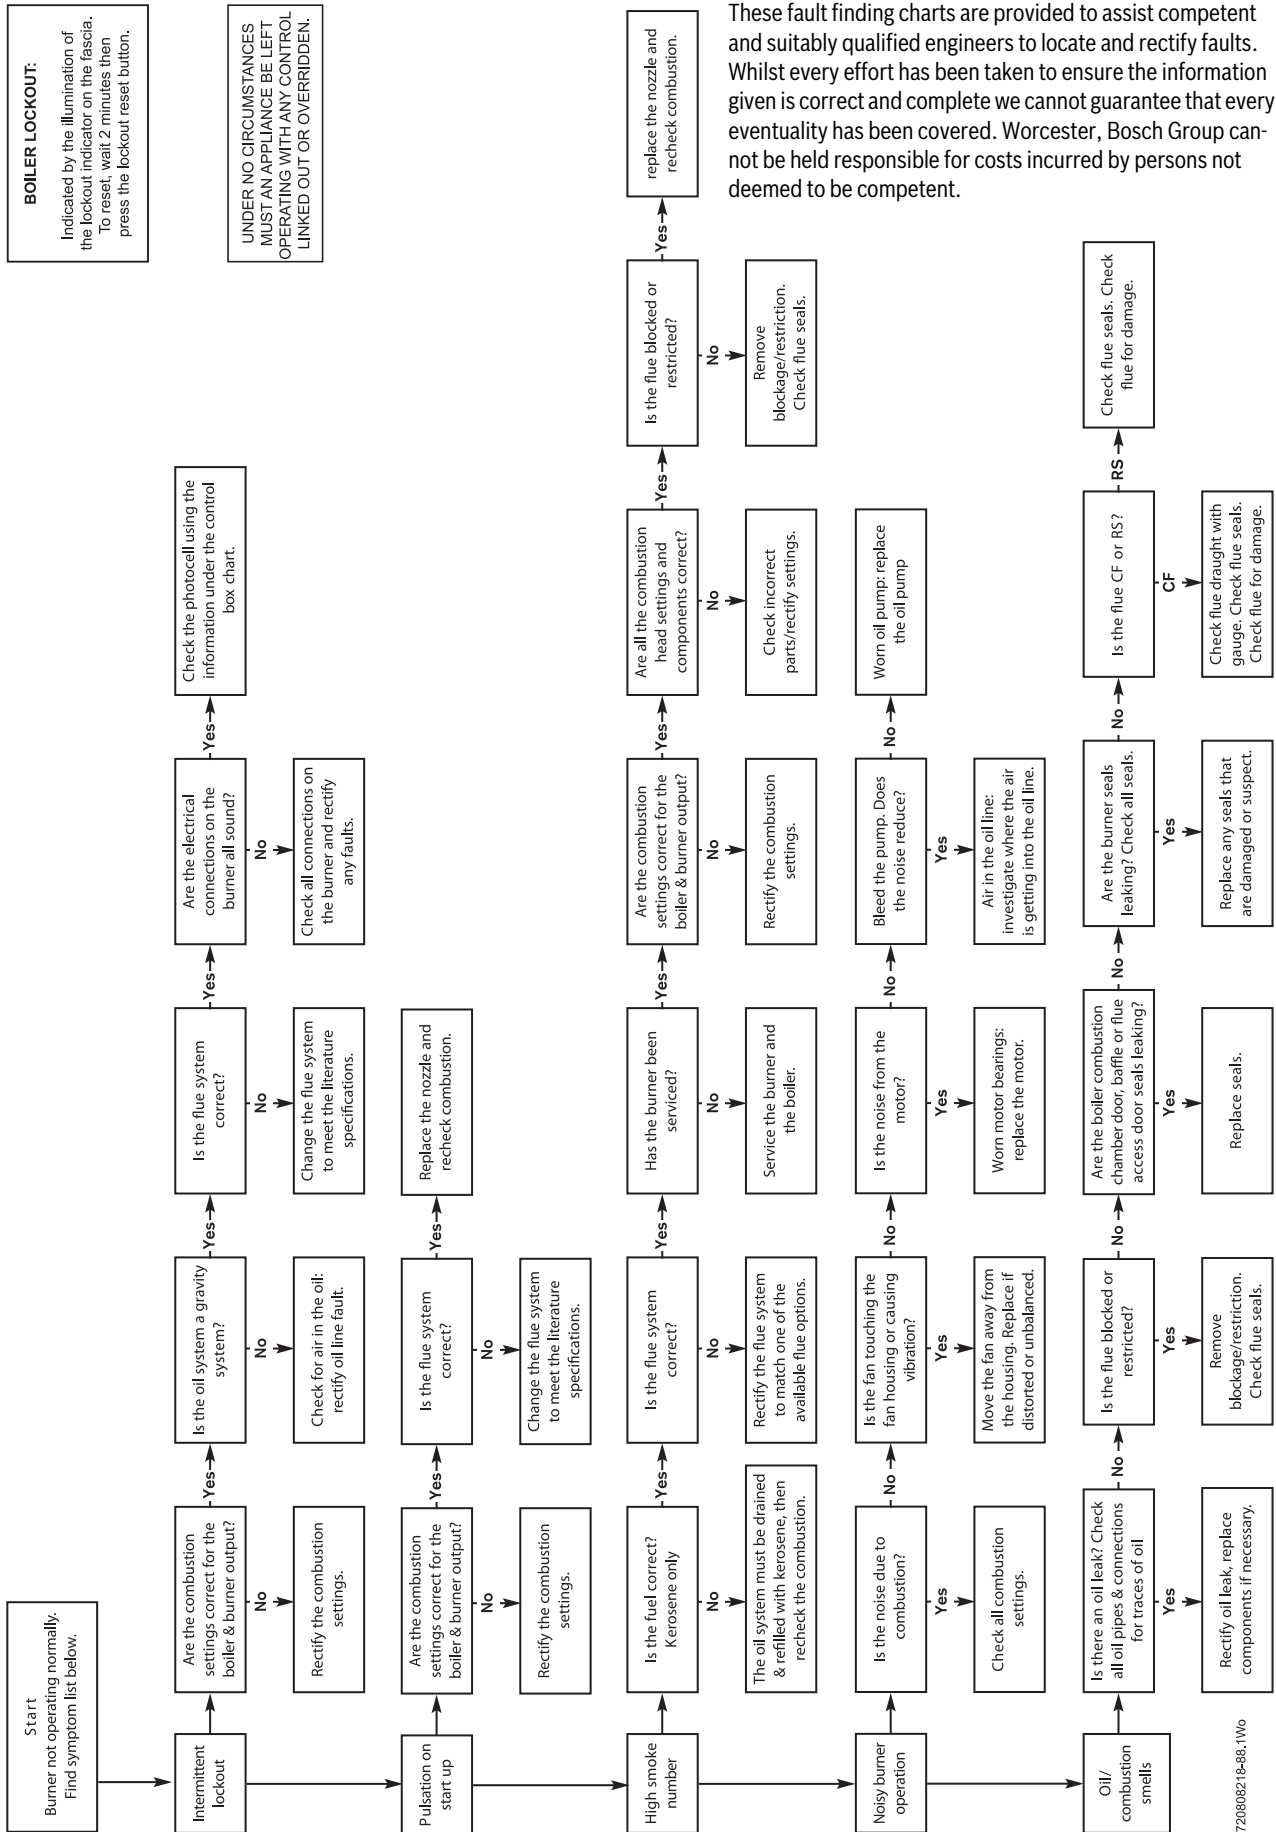 These fault finding charts are provided to assist competent
and suitably qualified engineers to locate and rectify faults.
Whilst every effort has been taken to ensure the information
given is correct and complete we cannot guarantee that every
eventuality has been covered. Worcester, Bosch Group can-
not be held responsible for costs incurred by persons not
deemed to be competent.
Start
Burner not operating normally.
Find symptom list below.
BOILER LOCKOUT:
Indicated by the illumination of
the lockout indicator on the fascia.
To reset, wait 2 minutes then
press the lockout reset button.
UNDER NO CIRCUMSTANCES
MUST AN APPLIANCE BE LEFT
OPERATING WITH ANY CONTROL
LINKED OUT OR OVERRIDDEN.
Intermittent
lockout
Are the combustion
settings correct for the
boiler & burner output?
Yes
Is the oil system a gravity
system?
Yes
Is the flue system
correct?
Yes
Are the electrical
connections on the
burner all sound?
Yes
Check the photocell using the
information under the control
box chart.
No
Rectify the combustion
settings.
No
Check for air in the oil:
rectify oil line fault.
No
Change the flue system
to meet the literature
specifications.
No
Check all connections on
the burner and rectify
any faults.
Pulsation on
start up
Are the combustion
settings correct for the
boiler & burner output?
Yes
Is the flue system
correct?
Yes
Replace the nozzle and
recheck combustion.
No
Rectify the combustion
settings.
No
Change the flue system
to meet the literature
specifications.
High smoke
number
Is the fuel correct?
Kerosene only
Yes
Is the flue system
correct?
Yes
Has the burner been
serviced?
Yes
Are the combustion
settings correct for the
boiler & burner output?
Yes
Are all the combustion
head settings and
components correct?
Yes
Is the flue blocked or
restricted?
Yes
replace the nozzle and
recheck combustion.
No
The oil system must be drained
& refilled with kerosene, then
recheck the combustion.
No
Rectify the flue system
to match one of the
available flue options.
No
Service the burner and
the boiler.
No
Rectify the combustion
settings.
No
Check incorrect
parts/rectify settings.
No
Remove
blockage/restriction.
Check flue seals.
Noisy burner
operation
Is the noise due to
combustion?
No
Is the fan touching the
fan housing or causing
vibration?
No
Is the noise from the
motor?
No
Bleed the pump. Does
the noise reduce?
No
Worn oil pump: replace
the oil pump
Yes
Check all combustion
settings.
Yes
Move the fan away from
the housing. Replace if
distorted or unbalanced.
Yes
Worn motor bearings:
replace the motor.
Yes
Air in the oil line:
investigate where the air
is getting into the oil line.
Oil/
combustion
smells
Is there an oil leak? Check
all oil pipes & connections
for traces of oil
No
Is the flue blocked or
restricted?
No
Are the boiler combustion
chamber door, baffle or flue
access door seals leaking?
No
Are the burner seals
leaking? Check all seals.
No
Is the flue CF or RS?
RS
Check flue seals. Check
flue for damage.
Yes
Rectify oil leak, replace
components if necessary.
Yes
Remove
blockage/restriction.
Check flue seals.
Yes
Replace seals.
Yes
Replace any seals that
are damaged or suspect.
CF
Check flue draught with
gauge. Check flue seals.
Check flue for damage.
720808218-88.1Wo